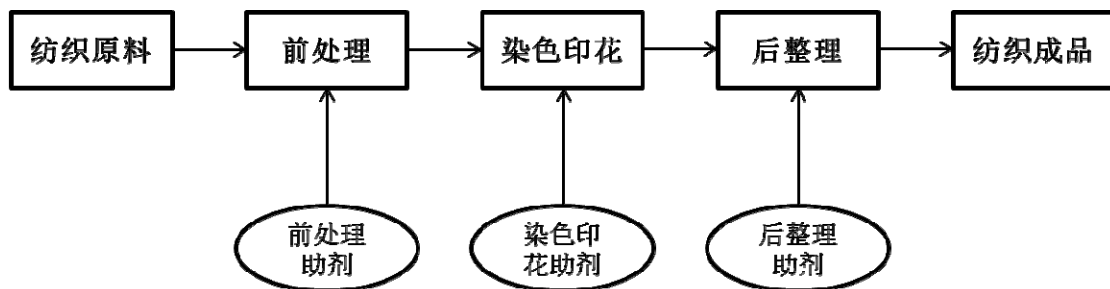 纺织原料
前处理
染色印花
后整理
纺织成品
前处理
助剂
染色印
花助剂
后整理
助剂